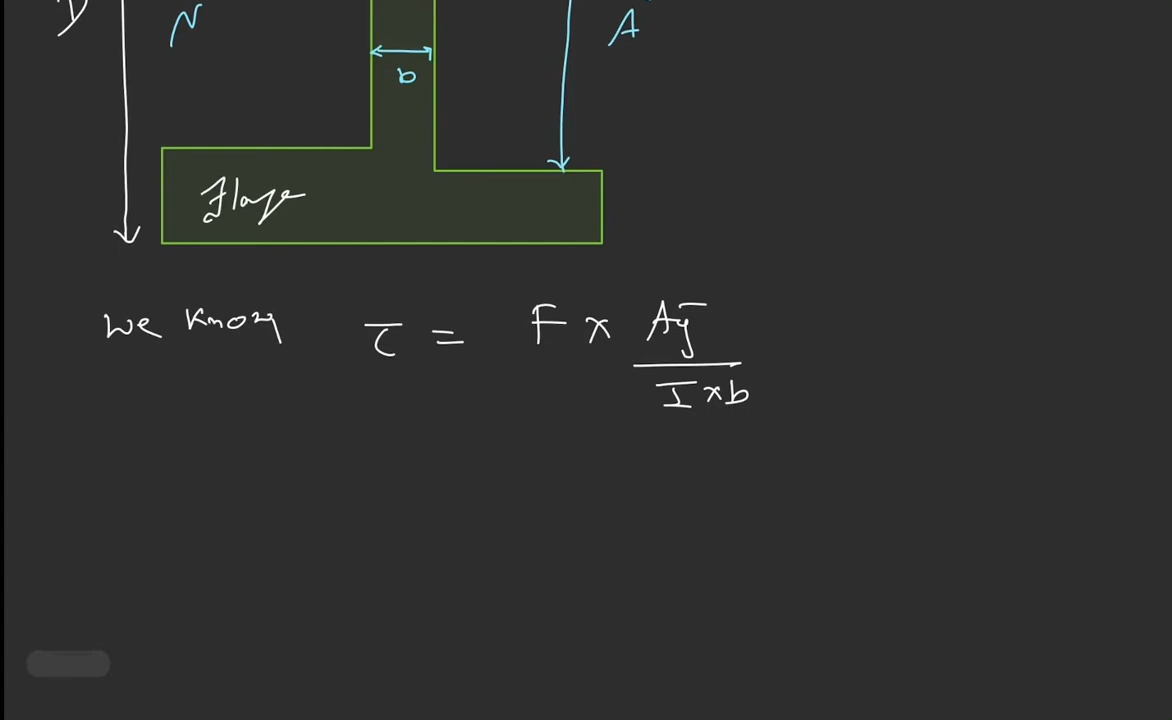 D N A
b
Flange
we know τ = F × Aȳ / I × b